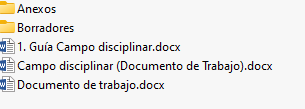 Anexos
Borradores
1. Guía Campo disciplinar.docx
Campo disciplinar (Documento de Trabajo).docx
Documento de trabajo.docx